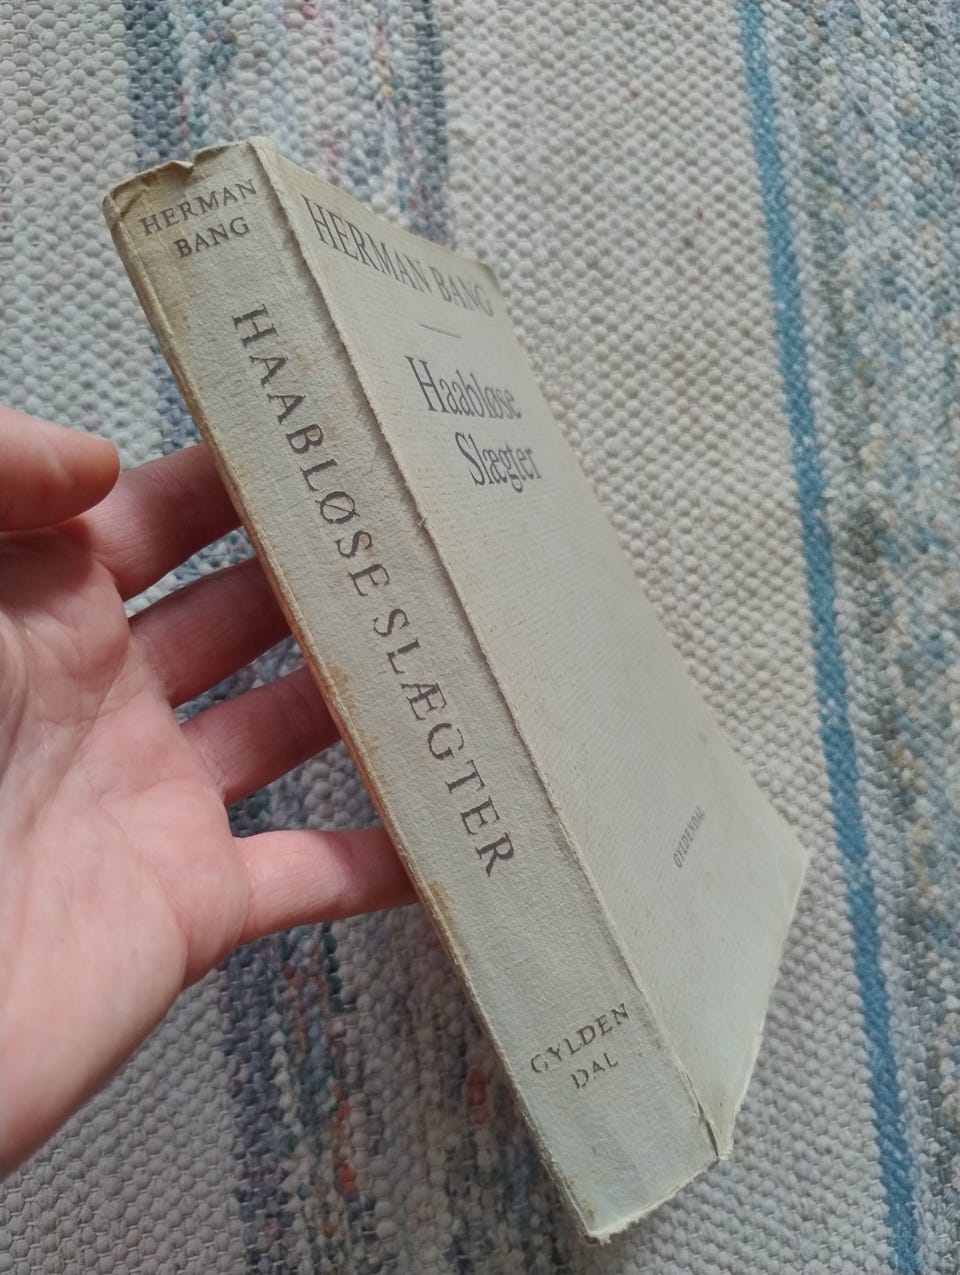 HERMAN
BANG
HAABLØSE SLÆGTER
GYLDEN
DAL
HERMAN BANG
Haabløse
Slægter
GYLDENDAL